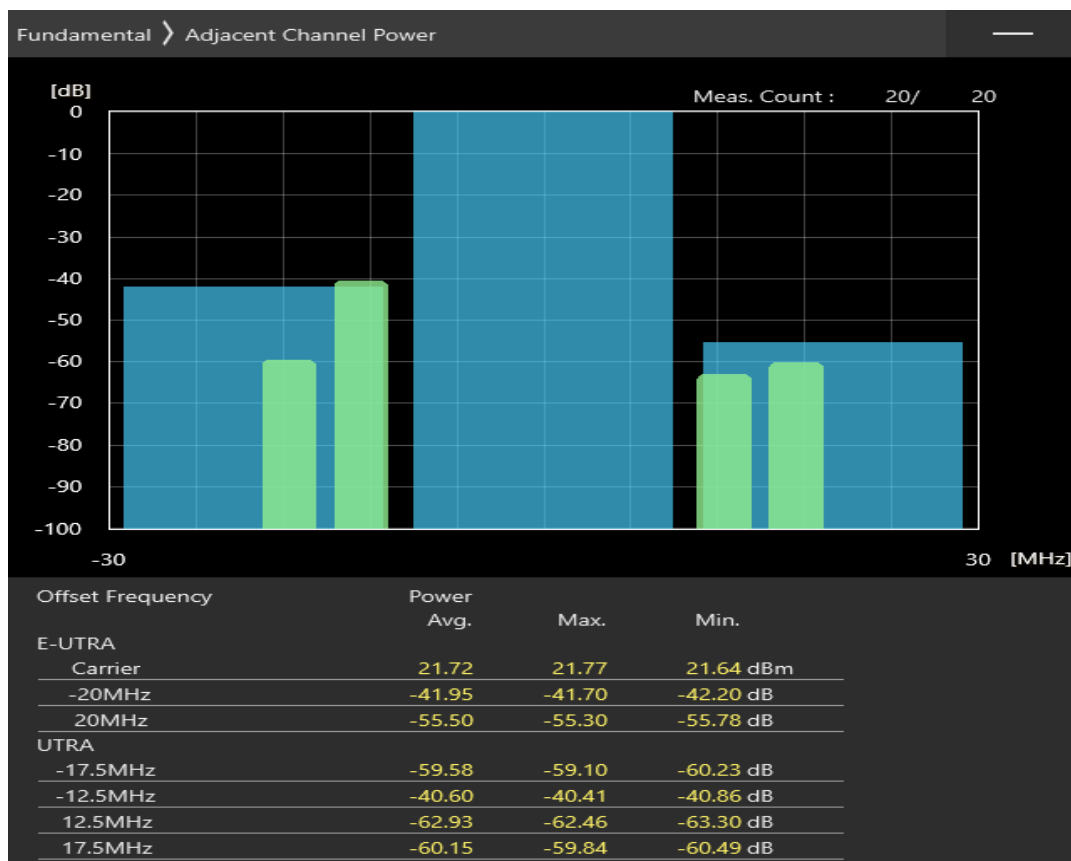 Fundamental ❯ Adjacent Channel Power
[dB]
Meas. Count : 20/ 20
0
-10
-20
-30
-40
-50
-60
-70
-80
-90
-100
-30 30 [MHz]
Offset Frequency Power
Avg. Max. Min.
E-UTRA
Carrier 21.72 21.77 21.64 dBm
-20MHz -41.95 -41.70 -42.20 dB
20MHz -55.50 -55.30 -55.78 dB
UTRA
-17.5MHz -59.58 -59.10 -60.23 dB
-12.5MHz -40.60 -40.41 -40.86 dB
12.5MHz -62.93 -62.46 -63.30 dB
17.5MHz -60.15 -59.84 -60.49 dB